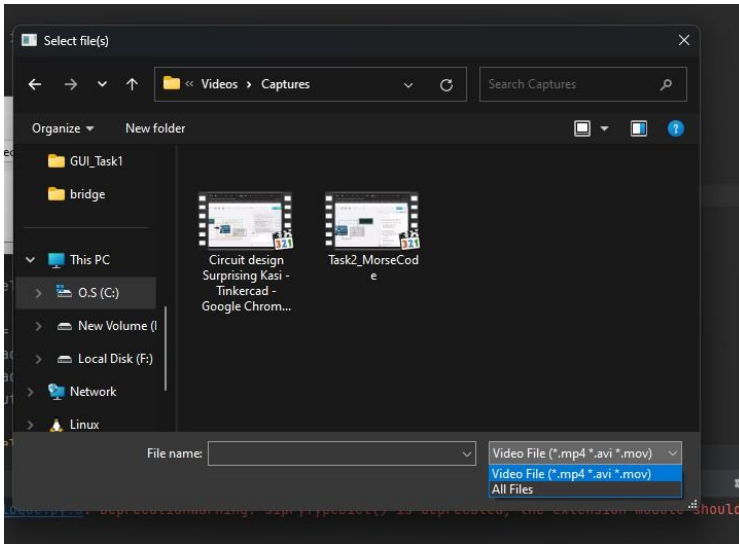 Select file(s)
« Videos > Captures
Search Captures
Organize
New folder
GUI_Task1
bridge
This PC
O.S (C:)
New Volume (
Local Disk (F:)
Network
Linux
Circuit design
Surprising Kasi -
Tinkercad -
Google Chrom...
Task2_MorseCod
e
321
321
File name:
Video File (*.mp4 *.avi *.mov)
Video File (*.mp4 *.avi *.mov)
All Files
DeprecationWarning: sipPyTypeDict() is deprecated, the extension module should